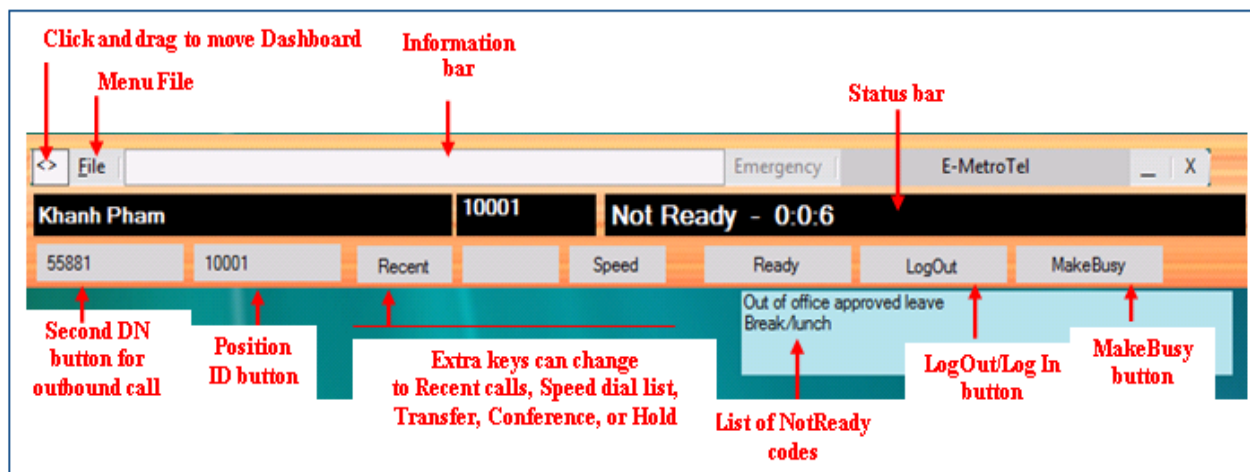 Click and drag to move Dashboard
Menu File
Information
bar
Status bar
<> File
Emergency
E-MetroTel
_ X
Khanh Pham
10001
Not Ready - 0:0:6
55881
10001
Recent
Speed
Ready
LogOut
MakeBusy
Out of office approved leave
Break/lunch
Second DN
button for
outbound call
Position
ID button
Extra keys can change
to Recent calls, Speed dial list,
Transfer, Conference, or Hold
List of NotReady
codes
LogOut/Log In
button
MakeBusy
button